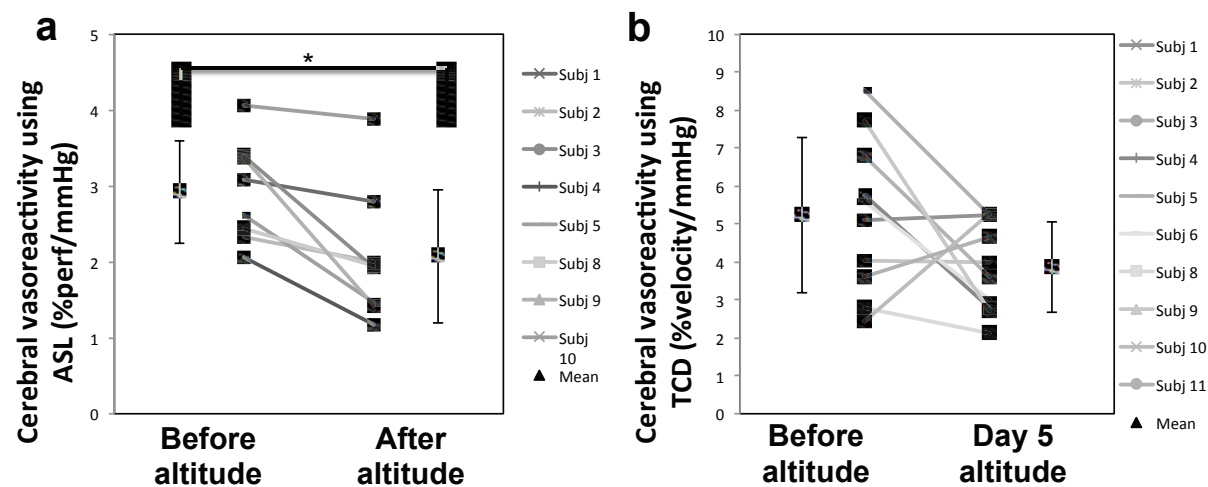 a
Cerebral vasoreactivity using
ASL (%perf/mmHg)
5
4
3
2
1
0
*
Before
altitude
After
altitude
Subj 1
Subj 2
Subj 3
Subj 4
Subj 5
Subj 8
Subj 9
Subj
10
Mean
b
Cerebral vasoreactivity using
TCD (%velocity/mmHg)
10
9
8
7
6
5
4
3
2
1
0
Before
altitude
Day 5
altitude
Subj 1
Subj 2
Subj 3
Subj 4
Subj 5
Subj 6
Subj 8
Subj 9
Subj 10
Subj 11
Mean